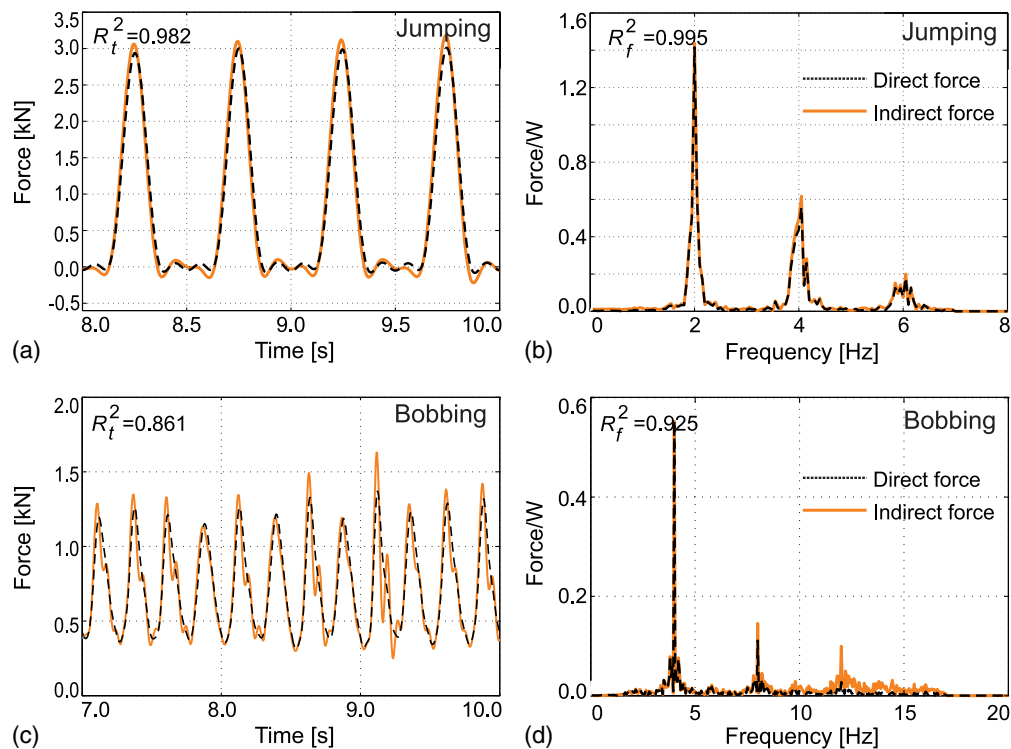 3.5
3.0
2.5
2.0
1.5
1.0
0.5
0.0
-0.5
Force [kN]
R_t^2=0.982
Jumping
8.0 8.5 9.0 9.5 10.0
Time [s]
(a)
1.6
1.4
1.2
0.8
0.4
0.0
Force/W
R_f^2=0.995
Jumping
Direct force
Indirect force
0 2 4 6 8
Frequency [Hz]
(b)
2.0
1.5
1.0
0.5
0.0
Force [kN]
R_t^2=0.861
Bobbing
7.0 8.0 9.0 10.0
Time [s]
(c)
0.6
0.4
0.2
0.0
Force/W
R_f^2=0.925
Bobbing
Direct force
Indirect force
0 5 10 15 20
Frequency [Hz]
(d)